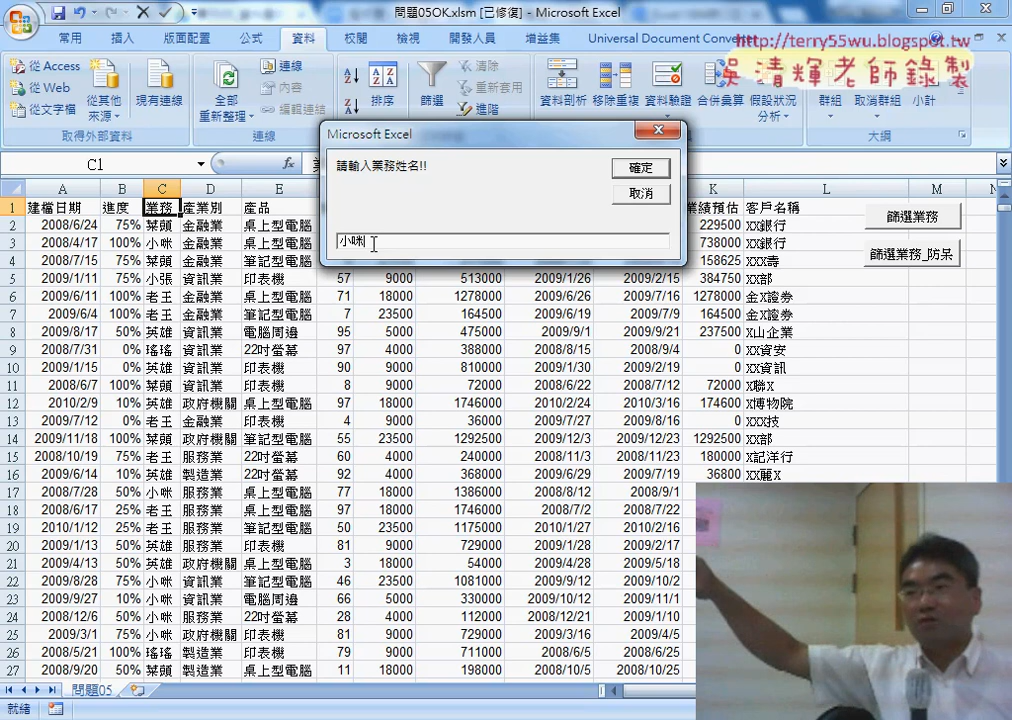 問題05OK.xlsm [已修復] - Microsoft Excel
常用 插入 版面配置 公式 資料 校閱 檢視 開發人員 增益集 Universal Document Conv
http://terry55wu.blogspot.tw
吳清輝老師錄製
從 Access
從 Web
從文字檔
從其他來源
現有連線
全部重新整理
連線
內容
編輯連結
排序
篩選
清除
重新套用
進階
資料剖析 移除重複 資料驗證 合併彙算 假設狀況分析
群組 取消群組 小計
取得外部資料 連線 大綱
C1 fx
Microsoft Excel
請輸入業務姓名!!
確定
取消
小咪
A B C D E K L M N
1 建檔日期 進度 業務 產業別 產品 業績預估 客戶名稱
2 2008/6/24 75% 菜頭 金融業 桌上型電腦 229500 XX銀行
3 2008/4/17 100% 小咪 金融業 桌上型電腦 738000 XX銀行
4 2008/7/15 75% 菜頭 金融業 筆記型電腦 158625 XXX壽
5 2009/1/11 75% 小張 資訊業 印表機 57 9000 513000 2009/1/26 2009/2/15 384750 XX部
6 2009/6/11 100% 老王 金融業 桌上型電腦 71 18000 1278000 2009/6/26 2009/7/16 1278000 金X證券
7 2009/6/4 100% 老王 金融業 筆記型電腦 7 23500 164500 2009/6/19 2009/7/9 164500 金X證券
8 2009/8/17 50% 英雄 資訊業 電腦周邊 95 5000 475000 2009/9/1 2009/9/21 237500 X山企業
9 2008/7/31 0% 瑤瑤 資訊業 22吋螢幕 97 4000 388000 2008/8/15 2008/9/4 0 XX資安
10 2009/1/15 0% 英雄 資訊業 印表機 90 9000 810000 2009/1/30 2009/2/19 0 XX資訊
11 2008/6/7 100% 菜頭 資訊業 印表機 8 9000 72000 2008/6/22 2008/7/12 72000 X聯X
12 2010/2/9 10% 英雄 政府機關 桌上型電腦 97 18000 1746000 2010/2/24 2010/3/16 174600 X博物院
13 2009/7/12 0% 老王 金融業 印表機 4 9000 36000 2009/7/27 2009/8/16 0 XXX技
14 2009/11/18 100% 菜頭 政府機關 筆記型電腦 55 23500 1292500 2009/12/3 2009/12/23 1292500 XX部
15 2008/10/19 75% 老王 服務業 22吋螢幕 60 4000 240000 2008/11/3 2008/11/23 180000 X記洋行
16 2009/6/14 10% 英雄 製造業 22吋螢幕 92 4000 368000 2009/6/29 2009/7/19 36800 XX麗X
17 2008/7/28 50% 小咪 服務業 桌上型電腦 77 18000 1386000 2008/8/12 2008/9/1
18 2008/6/17 25% 老王 服務業 桌上型電腦 97 18000 1746000 2008/7/2 2008/7/22
19 2010/1/12 25% 老王 服務業 筆記型電腦 50 23500 1175000 2010/1/27 2010/2/16
20 2009/1/13 50% 英雄 服務業 印表機 81 9000 729000 2009/1/28 2009/2/17
21 2009/4/13 50% 英雄 政府機關 桌上型電腦 3 18000 54000 2009/4/28 2009/5/18
22 2009/8/28 75% 小咪 資訊業 筆記型電腦 46 23500 1081000 2009/9/12 2009/10/2
23 2009/9/27 10% 小咪 資訊業 電腦周邊 66 5000 330000 2009/10/12 2009/11/1
24 2008/12/6 50% 小咪 服務業 22吋螢幕 28 4000 112000 2008/12/21 2009/1/10
25 2009/3/1 75% 小咪 政府機關 印表機 81 9000 729000 2009/3/16 2009/4/5
26 2008/5/21 100% 瑤瑤 製造業 印表機 79 9000 711000 2008/6/5 2008/6/25
27 2008/9/20 50% 菜頭 製造業 桌上型電腦 11 18000 198000 2008/10/5 2008/10/25
篩選業務
篩選業務_防呆
問題05
就緒